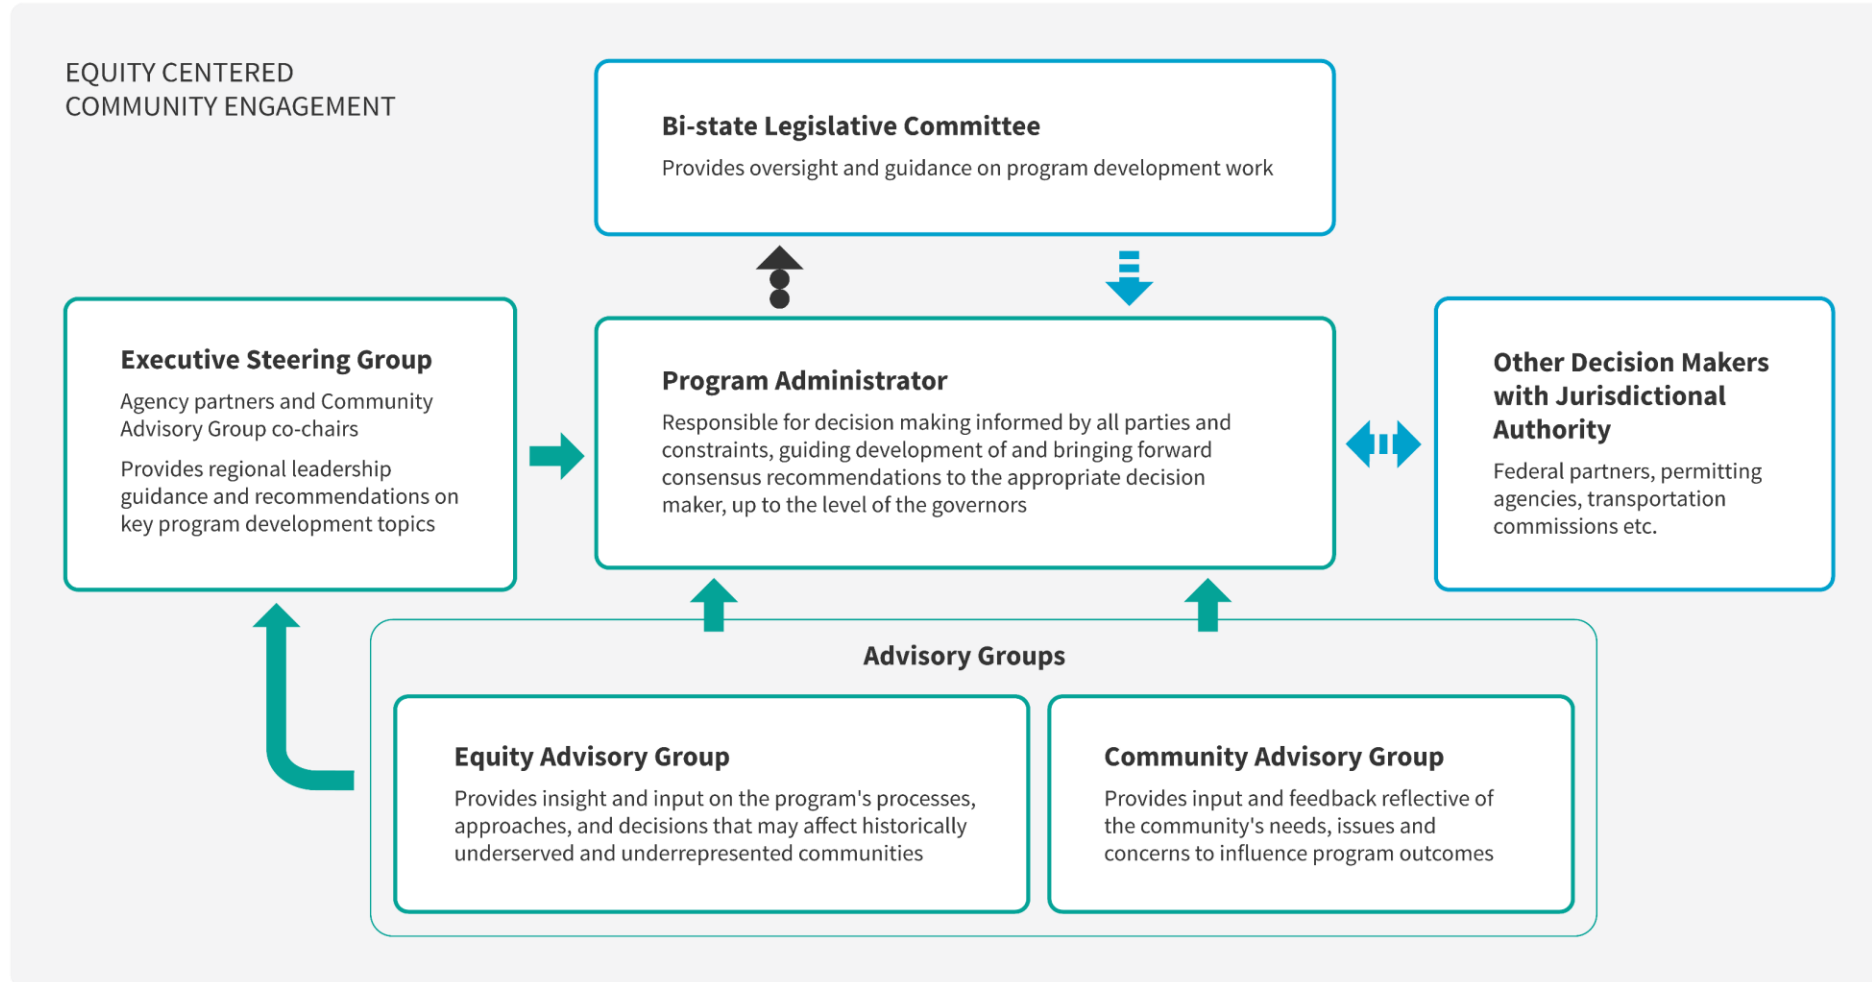 EQUITY CENTERED
COMMUNITY ENGAGEMENT
Bi-state Legislative Committee
Provides oversight and guidance on program development work
Executive Steering Group
Agency partners and Community
Advisory Group co-chairs
Provides regional leadership
guidance and recommendations on
key program development topics
Program Administrator
Responsible for decision making informed by all parties and
constraints, guiding development of and bringing forward
consensus recommendations to the appropriate decision
maker, up to the level of the governors
Other Decision Makers
with Jurisdictional
Authority
Federal partners, permitting
agencies, transportation
commissions etc.
Advisory Groups
Equity Advisory Group
Provides insight and input on the program's processes,
approaches, and decisions that may affect historically
underserved and underrepresented communities
Community Advisory Group
Provides input and feedback reflective of
the community's needs, issues and
concerns to influence program outcomes